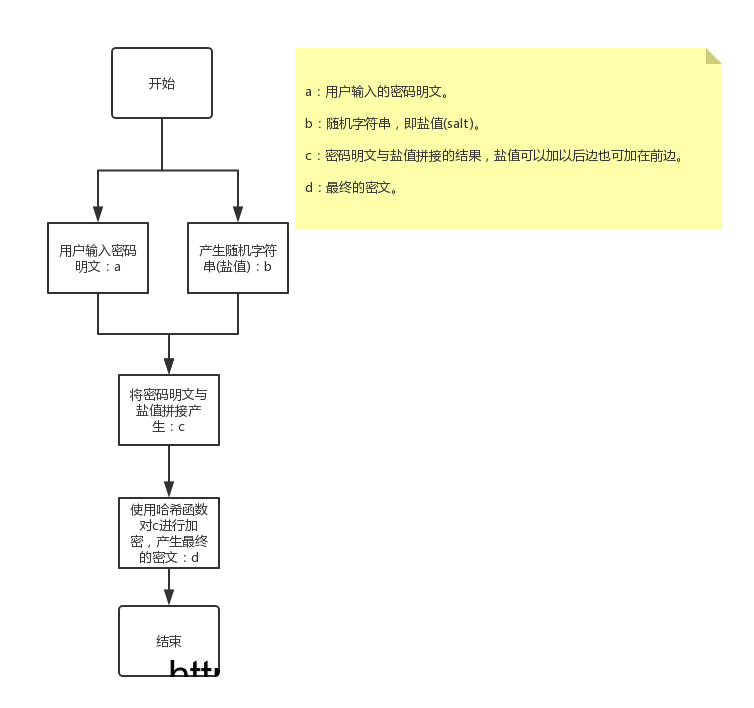 开始
a：用户输入的密码明文。
b：随机字符串，即盐值(salt)。
c：密码明文与盐值拼接的结果，盐值可以加以后边也可加在前边。
d：最终的密文。
用户输入密码
明文：a
产生随机字符
串(盐值)：b
将密码明文与
盐值拼接产
生：c
使用哈希函数
对c进行加
密，产生最终
的密文：d
结束